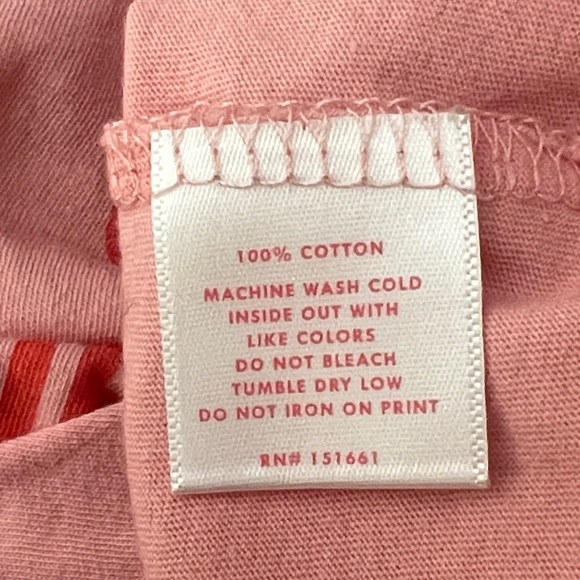 100% COTTON
MACHINE WASH COLD
INSIDE OUT WITH
LIKE COLORS
DO NOT BLEACH
TUMBLE DRY LOW
DO NOT IRON ON PRINT
RN# 151661